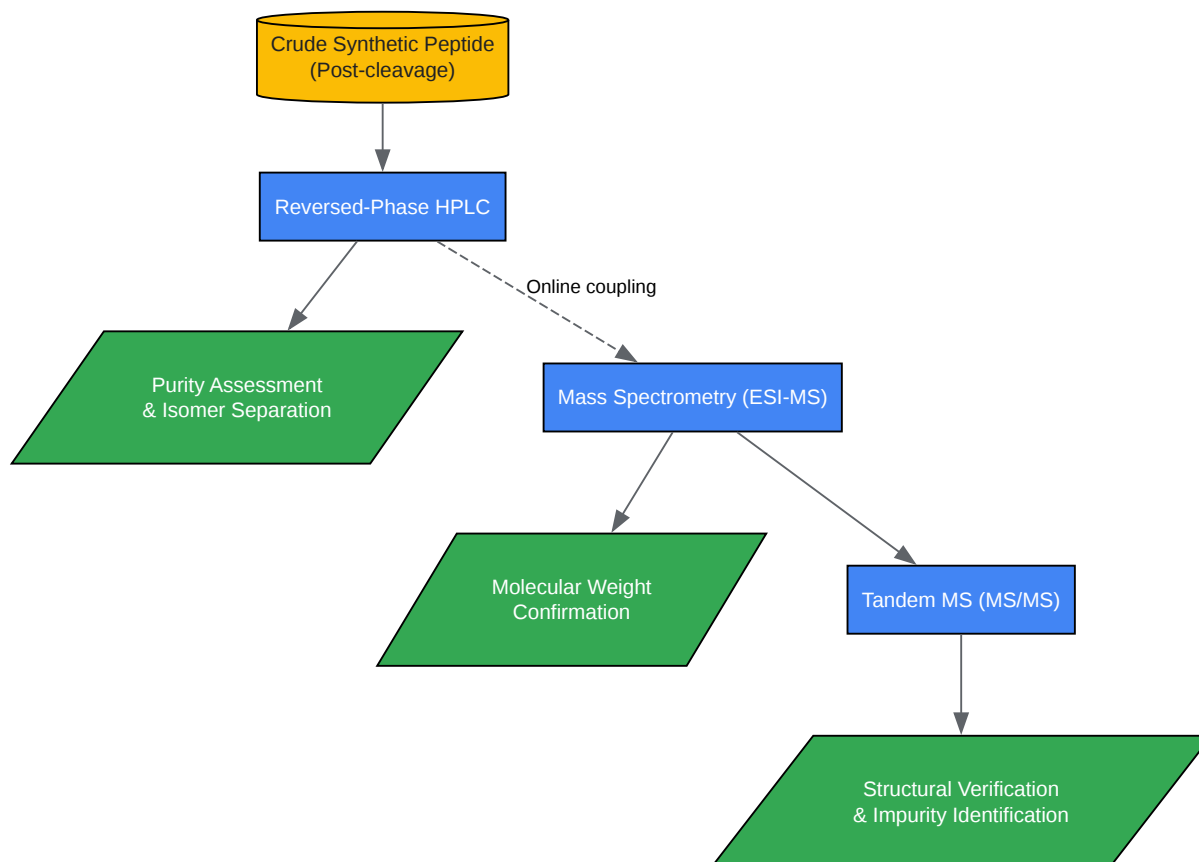 Crude Synthetic Peptide
(Post-cleavage)
Reversed-Phase HPLC
Online coupling
Purity Assessment
& Isomer Separation
Mass Spectrometry (ESI-MS)
Molecular Weight
Confirmation
Tandem MS (MS/MS)
Structural Verification
& Impurity Identification